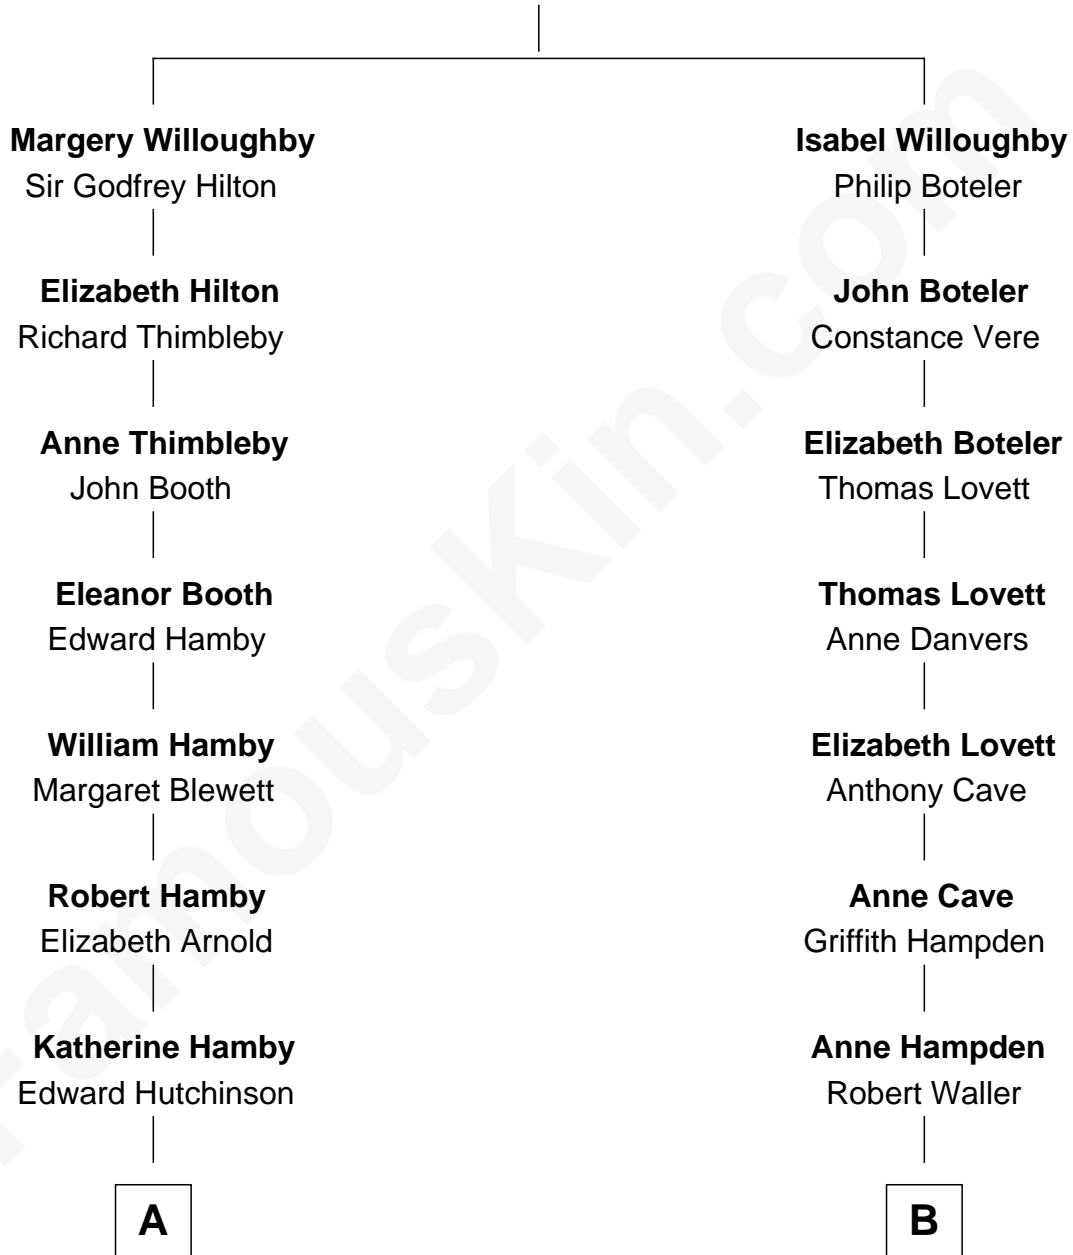 Margery Willoughby
Sir Godfrey Hilton
Elizabeth Hilton
Richard Thimbleby
Anne Thimbleby
John Booth
Eleanor Booth
Edward Hamby
William Hamby
Margaret Blewett
Robert Hamby
Elizabeth Arnold
Katherine Hamby
Edward Hutchinson
A
Isabel Willoughby
Philip Boteler
John Boteler
Constance Vere
Elizabeth Boteler
Thomas Lovett
Thomas Lovett
Anne Danvers
Elizabeth Lovett
Anthony Cave
Anne Cave
Griffith Hampden
Anne Hampden
Robert Waller
B
FamousKin.com